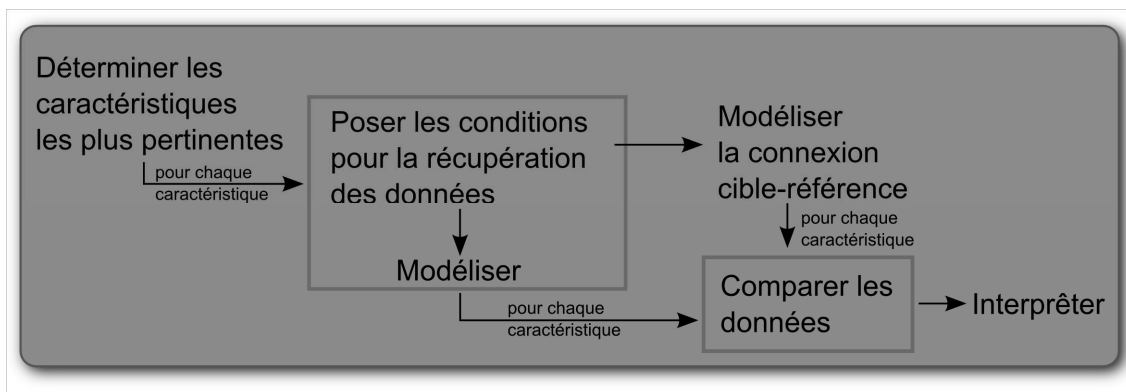 Déterminer les
caractéristiques
les plus pertinentes
pour chaque
caractéristique
Poser les conditions
pour la récupération
des données
Modéliser
pour chaque
caractéristique
Modéliser
la connexion
cible-référence
pour chaque
caractéristique
Comparer les
données
Interprêter